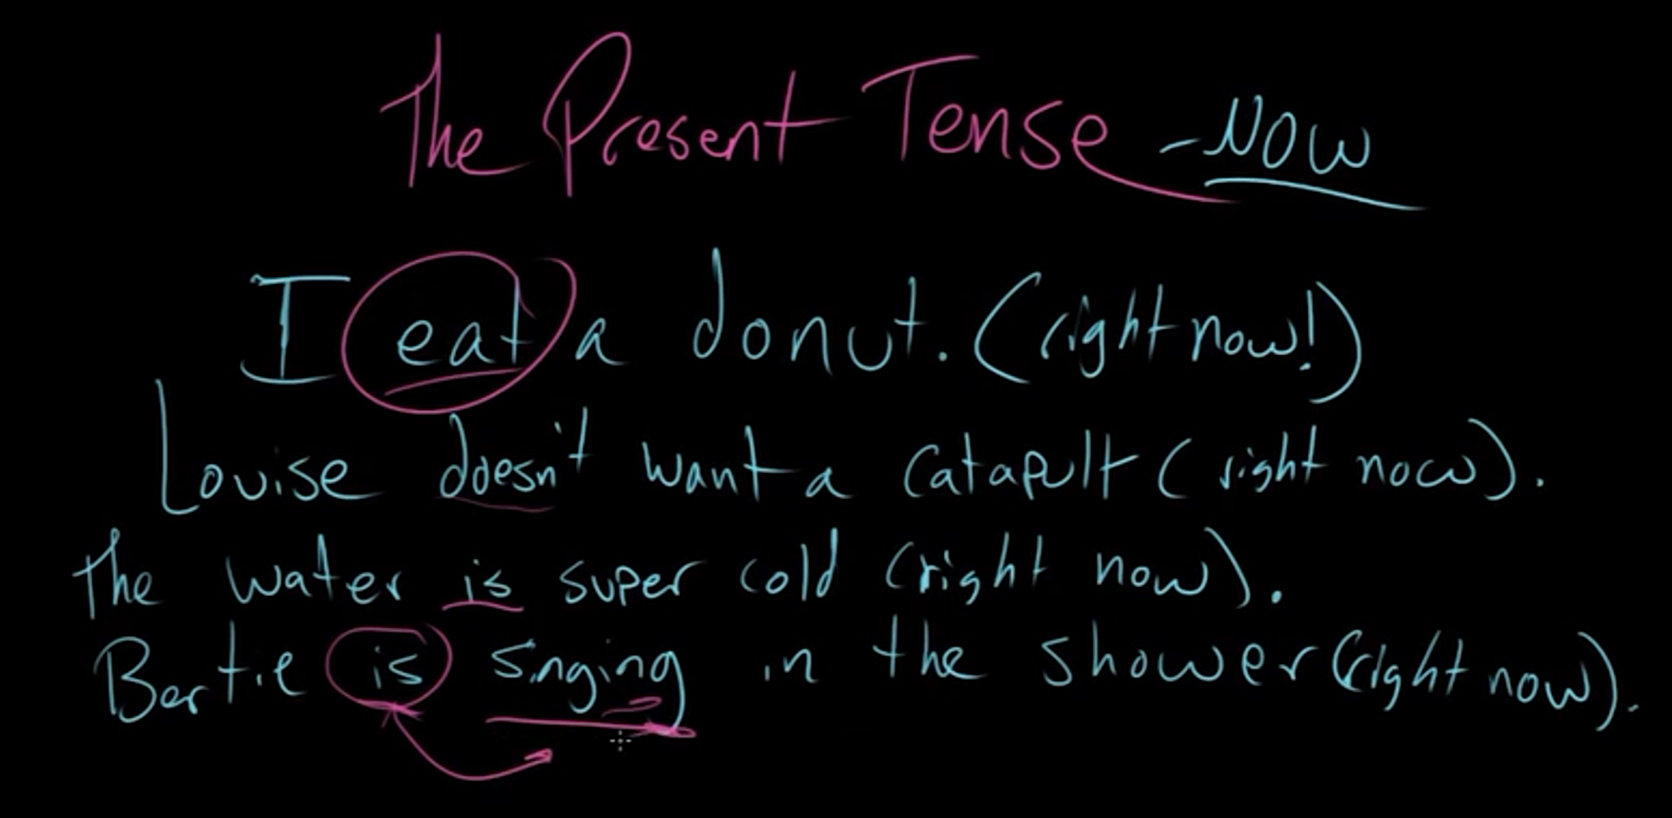 The Present Tense - NOW
I eat a donut. (right now!)
Louise doesn't want a catapult (right now).
The water is super cold (right now).
Bertie is singing in the shower (right now).